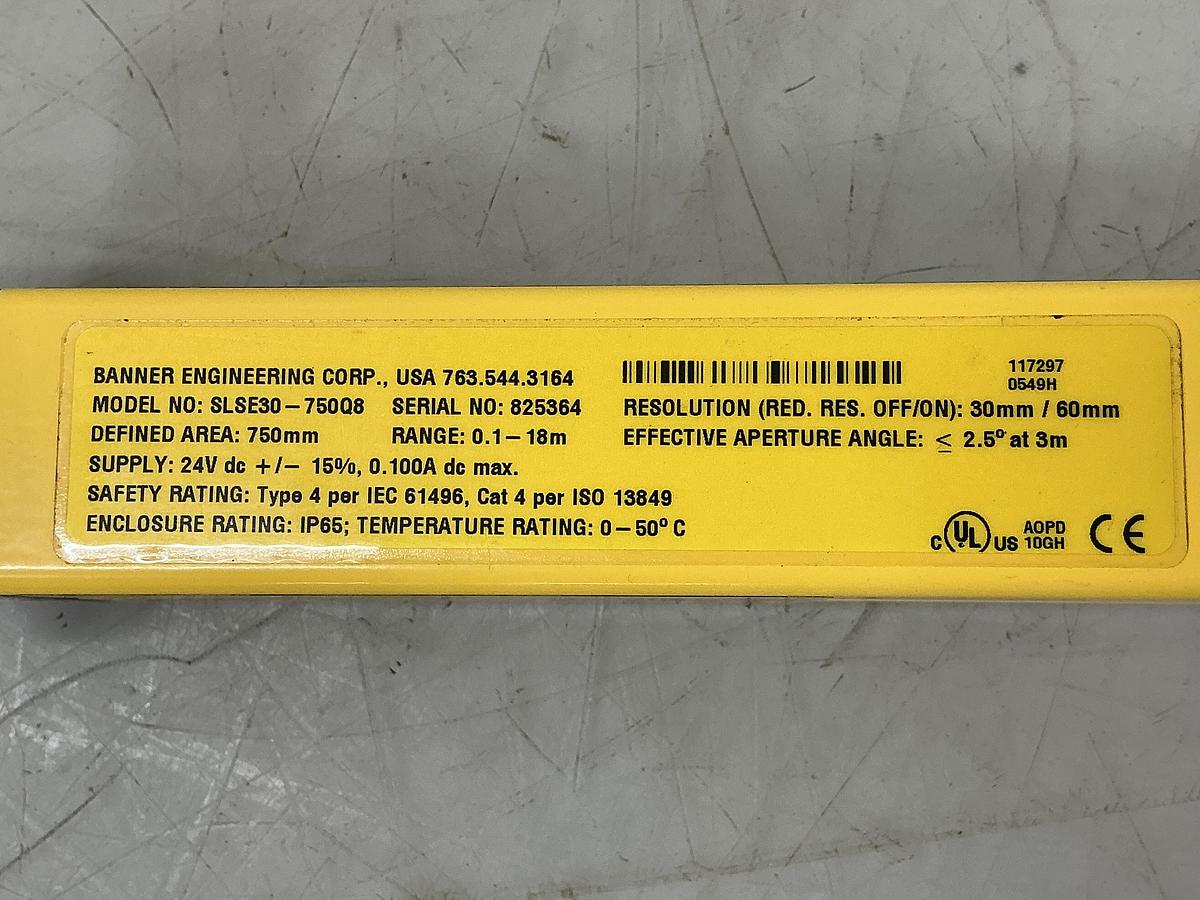 BANNER ENGINEERING CORP., USA 763.544.3164
MODEL NO: SLSE30-750Q8 SERIAL NO: 825364
DEFINED AREA: 750mm RANGE: 0.1-18m
SUPPLY: 24V dc +/- 15%, 0.100A dc max.
SAFETY RATING: Type 4 per IEC 61496, Cat 4 per ISO 13849
ENCLOSURE RATING: IP65; TEMPERATURE RATING: 0-50° C
117297
0549H
RESOLUTION (RED. RES. OFF/ON): 30mm / 60mm
EFFECTIVE APERTURE ANGLE: ≤ 2.5° at 3m
C UL US
AOPD
10GH
CE